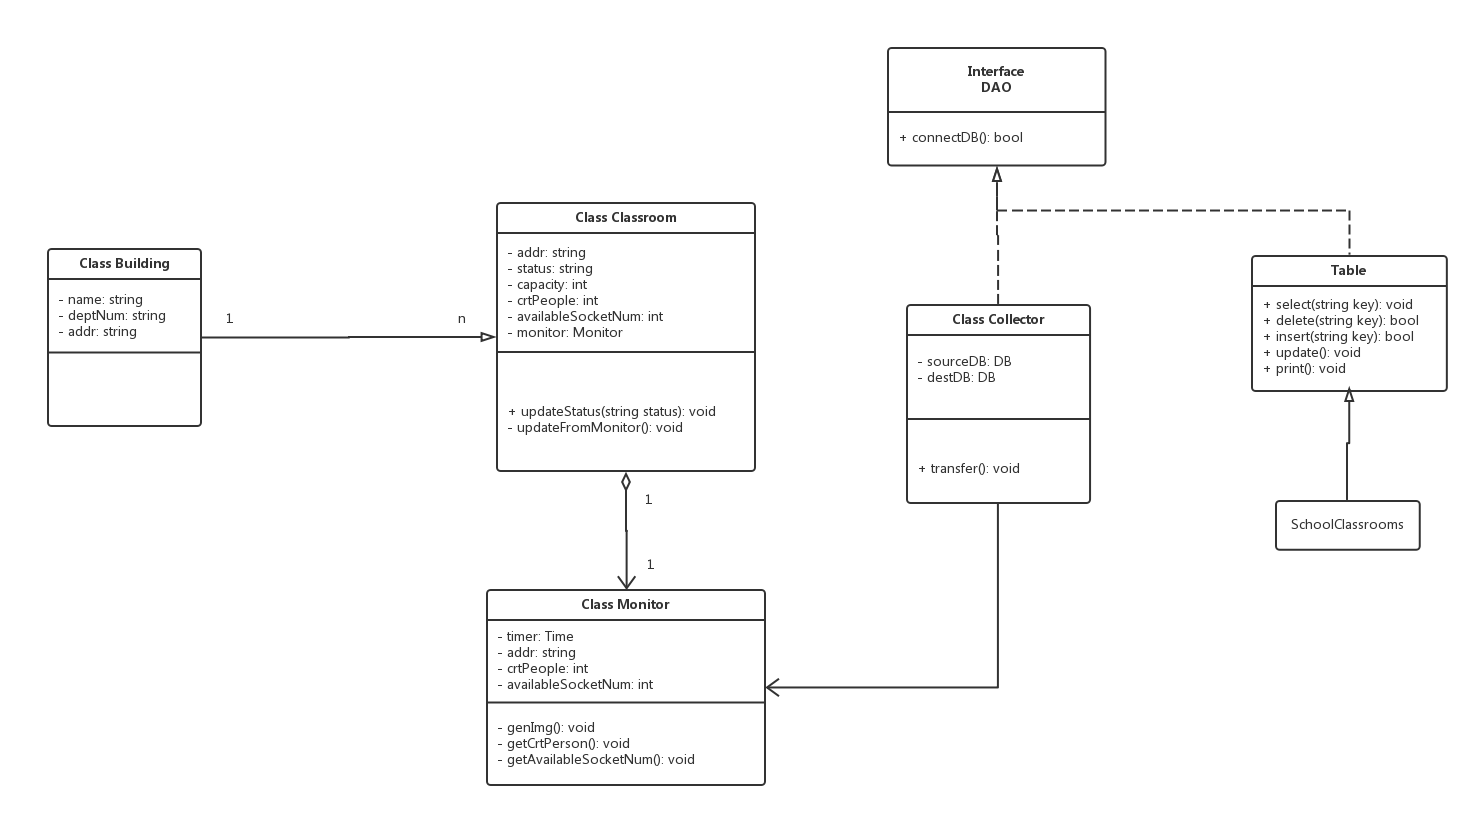 Interface
DAO
+ connectDB(): bool
Class Classroom
- addr: string
- status: string
- capacity: int
- crtPeople: int
- availableSocketNum: int
- monitor: Monitor
+ updateStatus(string status): void
- updateFromMonitor(): void
Class Building
- name: string
- deptNum: string
- addr: string
1
n
1
1
Class Monitor
- timer: Time
- addr: string
- crtPeople: int
- availableSocketNum: int
- genImg(): void
- getCrtPerson(): void
- getAvailableSocketNum(): void
Class Collector
- sourceDB: DB
- destDB: DB
+ transfer(): void
Table
+ select(string key): void
+ delete(string key): bool
+ insert(string key): bool
+ update(): void
+ print(): void
SchoolClassrooms